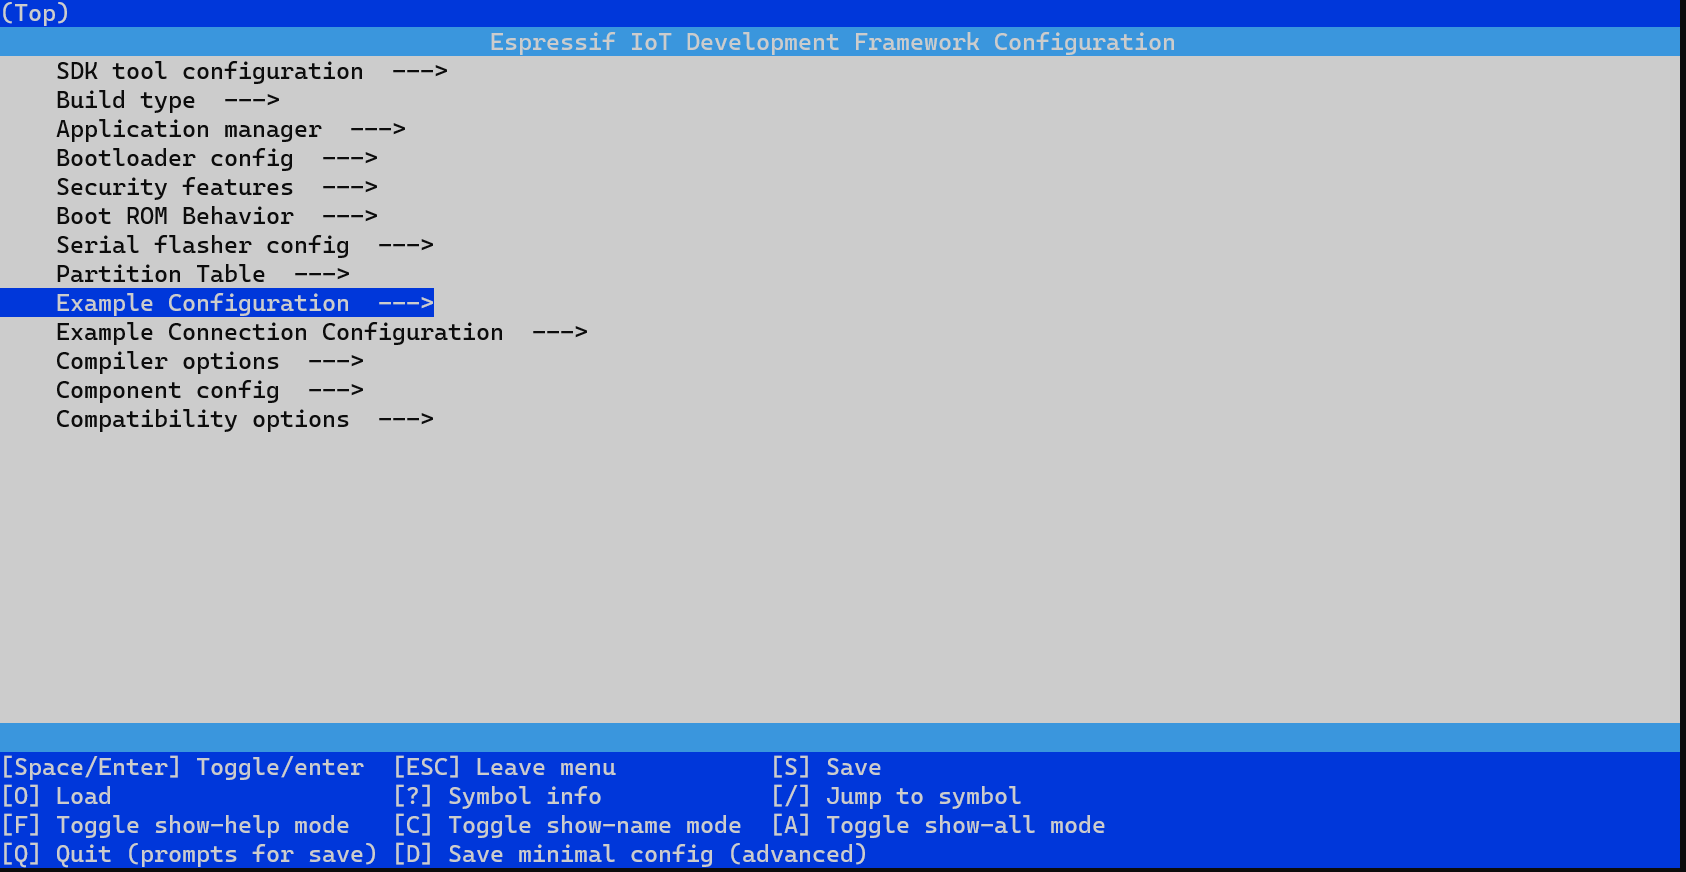 (Top)
Espressif IoT Development Framework Configuration
SDK tool configuration  --->
Build type  --->
Application manager  --->
Bootloader config  --->
Security features  --->
Boot ROM Behavior  --->
Serial flasher config  --->
Partition Table  --->
Example Configuration  --->
Example Connection Configuration  --->
Compiler options  --->
Component config  --->
Compatibility options  --->
[Space/Enter] Toggle/enter  [ESC] Leave menu           [S] Save
[O] Load                    [?] Symbol info            [/] Jump to symbol
[F] Toggle show-help mode   [C] Toggle show-name mode  [A] Toggle show-all mode
[Q] Quit (prompts for save) [D] Save minimal config (advanced)